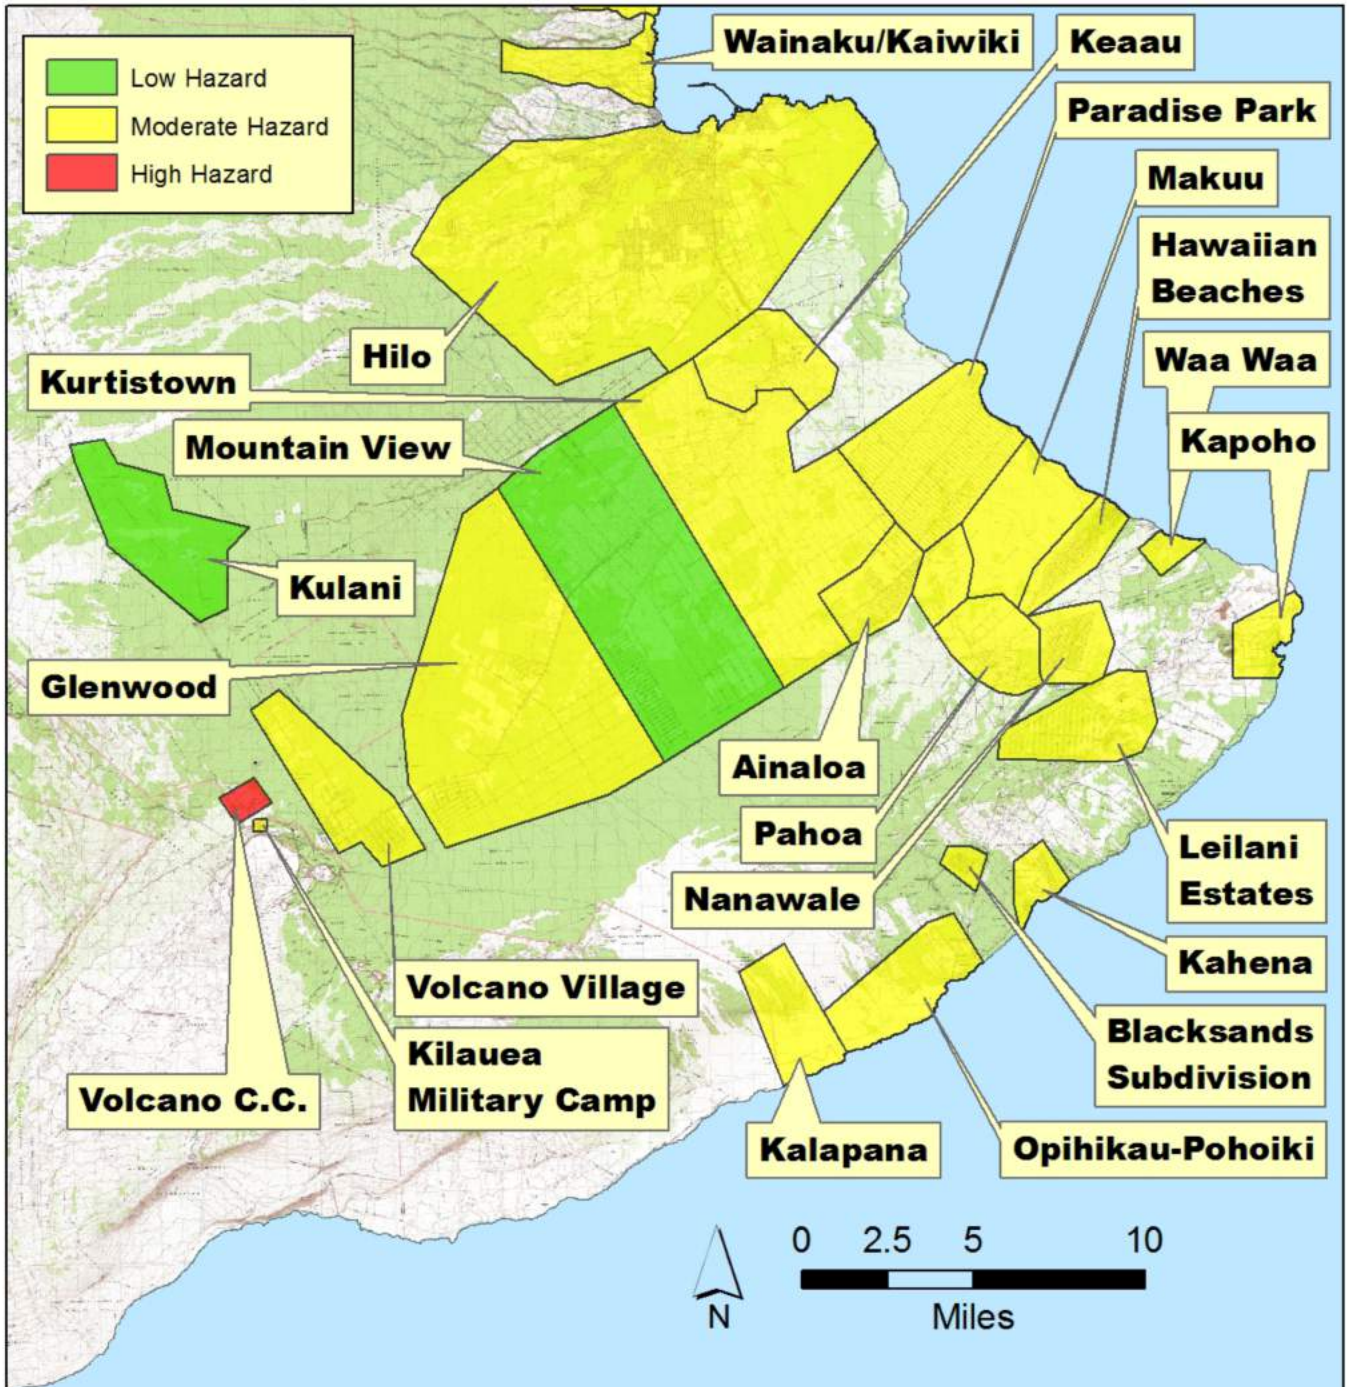 Low Hazard
Moderate Hazard
High Hazard
Wainaku/Kaiwiki
Keaau
Paradise Park
Makuu
Hawaiian
Beaches
Waa Waa
Kapoho
Hilo
Kurtistown
Mountain View
Kulani
Glenwood
Ainaloa
Pahoa
Nanawale
Leilani
Estates
Kahena
Volcano Village
Kilauea
Military Camp
Volcano C.C.
Blacksands
Subdivision
Kalapana
Opihikau-Pohoiki
0 2.5 5 10
Miles
N